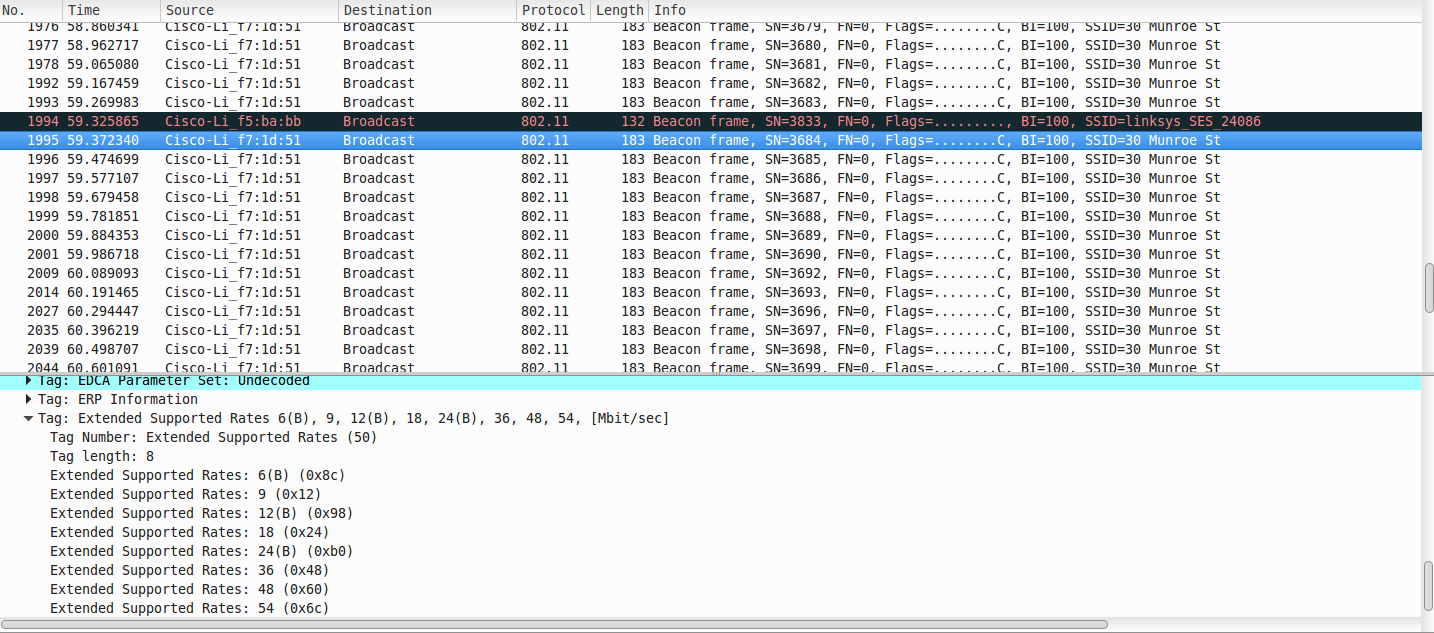 No. Time Source Destination Protocol Length Info
1976 58.860341 Cisco-Li_f7:1d:51 Broadcast 802.11 183 Beacon frame, SN=3679, FN=0, Flags=........C, BI=100, SSID=30 Munroe St
1977 58.962717 Cisco-Li_f7:1d:51 Broadcast 802.11 183 Beacon frame, SN=3680, FN=0, Flags=........C, BI=100, SSID=30 Munroe St
1978 59.065080 Cisco-Li_f7:1d:51 Broadcast 802.11 183 Beacon frame, SN=3681, FN=0, Flags=........C, BI=100, SSID=30 Munroe St
1992 59.167459 Cisco-Li_f7:1d:51 Broadcast 802.11 183 Beacon frame, SN=3682, FN=0, Flags=........C, BI=100, SSID=30 Munroe St
1993 59.269983 Cisco-Li_f7:1d:51 Broadcast 802.11 183 Beacon frame, SN=3683, FN=0, Flags=........C, BI=100, SSID=30 Munroe St
1994 59.325865 Cisco-Li_f5:ba:bb Broadcast 802.11 132 Beacon frame, SN=3833, FN=0, Flags=........., BI=100, SSID=linksys_SES_24086
1995 59.372340 Cisco-Li_f7:1d:51 Broadcast 802.11 183 Beacon frame, SN=3684, FN=0, Flags=........C, BI=100, SSID=30 Munroe St
1996 59.474699 Cisco-Li_f7:1d:51 Broadcast 802.11 183 Beacon frame, SN=3685, FN=0, Flags=........C, BI=100, SSID=30 Munroe St
1997 59.577107 Cisco-Li_f7:1d:51 Broadcast 802.11 183 Beacon frame, SN=3686, FN=0, Flags=........C, BI=100, SSID=30 Munroe St
1998 59.679458 Cisco-Li_f7:1d:51 Broadcast 802.11 183 Beacon frame, SN=3687, FN=0, Flags=........C, BI=100, SSID=30 Munroe St
1999 59.781851 Cisco-Li_f7:1d:51 Broadcast 802.11 183 Beacon frame, SN=3688, FN=0, Flags=........C, BI=100, SSID=30 Munroe St
2000 59.884353 Cisco-Li_f7:1d:51 Broadcast 802.11 183 Beacon frame, SN=3689, FN=0, Flags=........C, BI=100, SSID=30 Munroe St
2001 59.986718 Cisco-Li_f7:1d:51 Broadcast 802.11 183 Beacon frame, SN=3690, FN=0, Flags=........C, BI=100, SSID=30 Munroe St
2009 60.089093 Cisco-Li_f7:1d:51 Broadcast 802.11 183 Beacon frame, SN=3692, FN=0, Flags=........C, BI=100, SSID=30 Munroe St
2014 60.191465 Cisco-Li_f7:1d:51 Broadcast 802.11 183 Beacon frame, SN=3693, FN=0, Flags=........C, BI=100, SSID=30 Munroe St
2027 60.294447 Cisco-Li_f7:1d:51 Broadcast 802.11 183 Beacon frame, SN=3696, FN=0, Flags=........C, BI=100, SSID=30 Munroe St
2035 60.396219 Cisco-Li_f7:1d:51 Broadcast 802.11 183 Beacon frame, SN=3697, FN=0, Flags=........C, BI=100, SSID=30 Munroe St
2039 60.498707 Cisco-Li_f7:1d:51 Broadcast 802.11 183 Beacon frame, SN=3698, FN=0, Flags=........C, BI=100, SSID=30 Munroe St
2044 60.601091 Cisco-Li_f7:1d:51 Broadcast 802.11 183 Beacon frame, SN=3699, FN=0, Flags=........C, BI=100, SSID=30 Munroe St
Tag: EDCA Parameter Set: Undecoded
Tag: ERP Information
Tag: Extended Supported Rates 6(B), 9, 12(B), 18, 24(B), 36, 48, 54, [Mbit/sec]
Tag Number: Extended Supported Rates (50)
Tag length: 8
Extended Supported Rates: 6(B) (0x8c)
Extended Supported Rates: 9 (0x12)
Extended Supported Rates: 12(B) (0x98)
Extended Supported Rates: 18 (0x24)
Extended Supported Rates: 24(B) (0xb0)
Extended Supported Rates: 36 (0x48)
Extended Supported Rates: 48 (0x60)
Extended Supported Rates: 54 (0x6c)